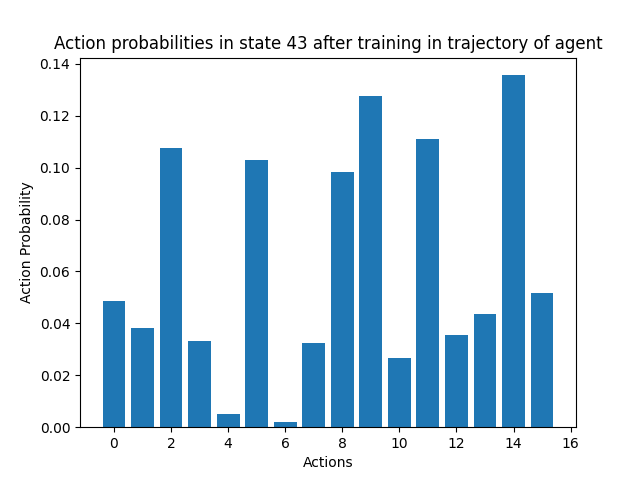 Action probabilities in state 43 after training in trajectory of agent
0.14
0.12
0.10
0.08
0.06
0.04
0.02
0.00
Action Probability
0 2 4 6 8 10 12 14 16
Actions